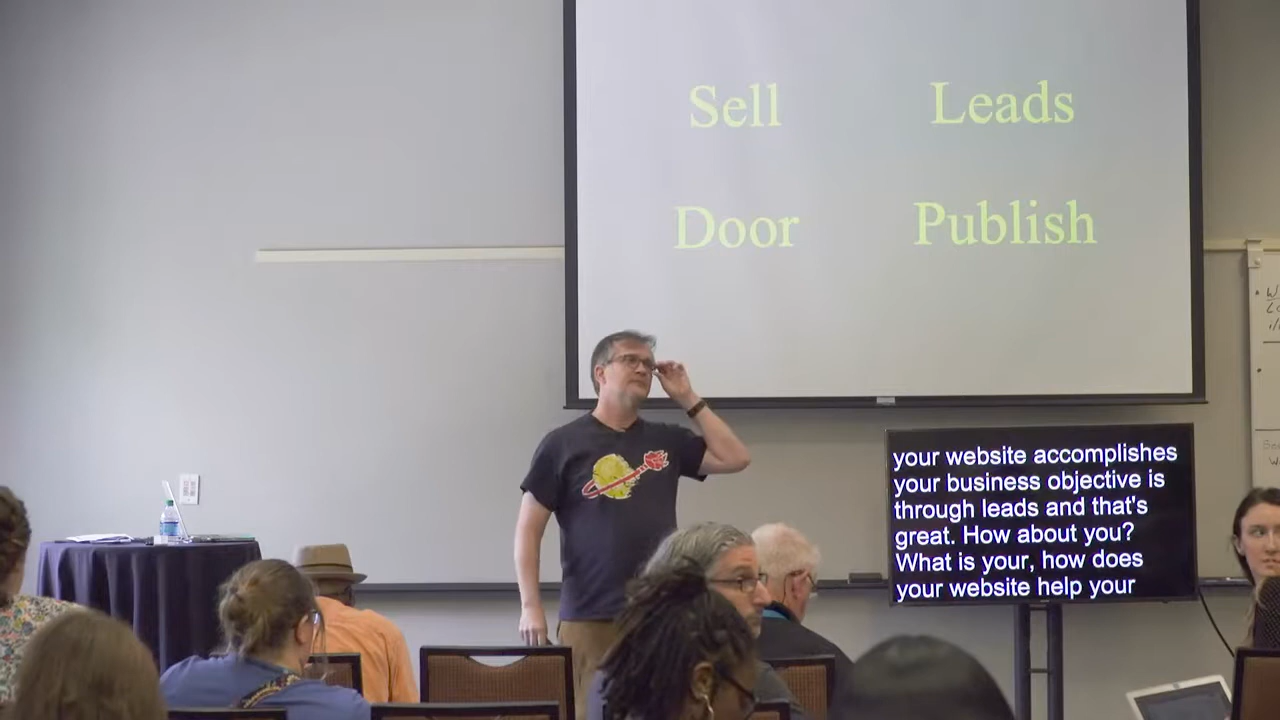 Sell Leads
Door Publish
your website accomplishes
your business objective is
through leads and that's
great. How about you?
What is your, how does
your website help your